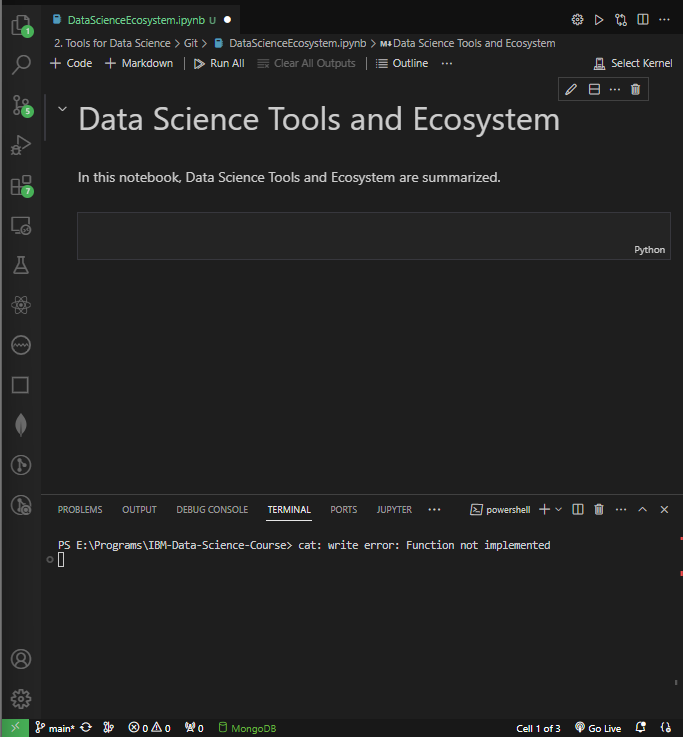 DataScienceEcosystem.ipynb U
2. Tools for Data Science > Git > DataScienceEcosystem.ipynb > M↓Data Science Tools and Ecosystem
+ Code + Markdown Run All Clear All Outputs Outline ... Select Kernel
Data Science Tools and Ecosystem
In this notebook, Data Science Tools and Ecosystem are summarized.
Python
PROBLEMS OUTPUT DEBUG CONSOLE TERMINAL PORTS JUPYTER ... powershell
PS E:\Programs\IBM-Data-Science-Course> cat: write error: Function not implemented
1
5
7
main* 0 0 0 MongoDB Cell 1 of 3 Go Live